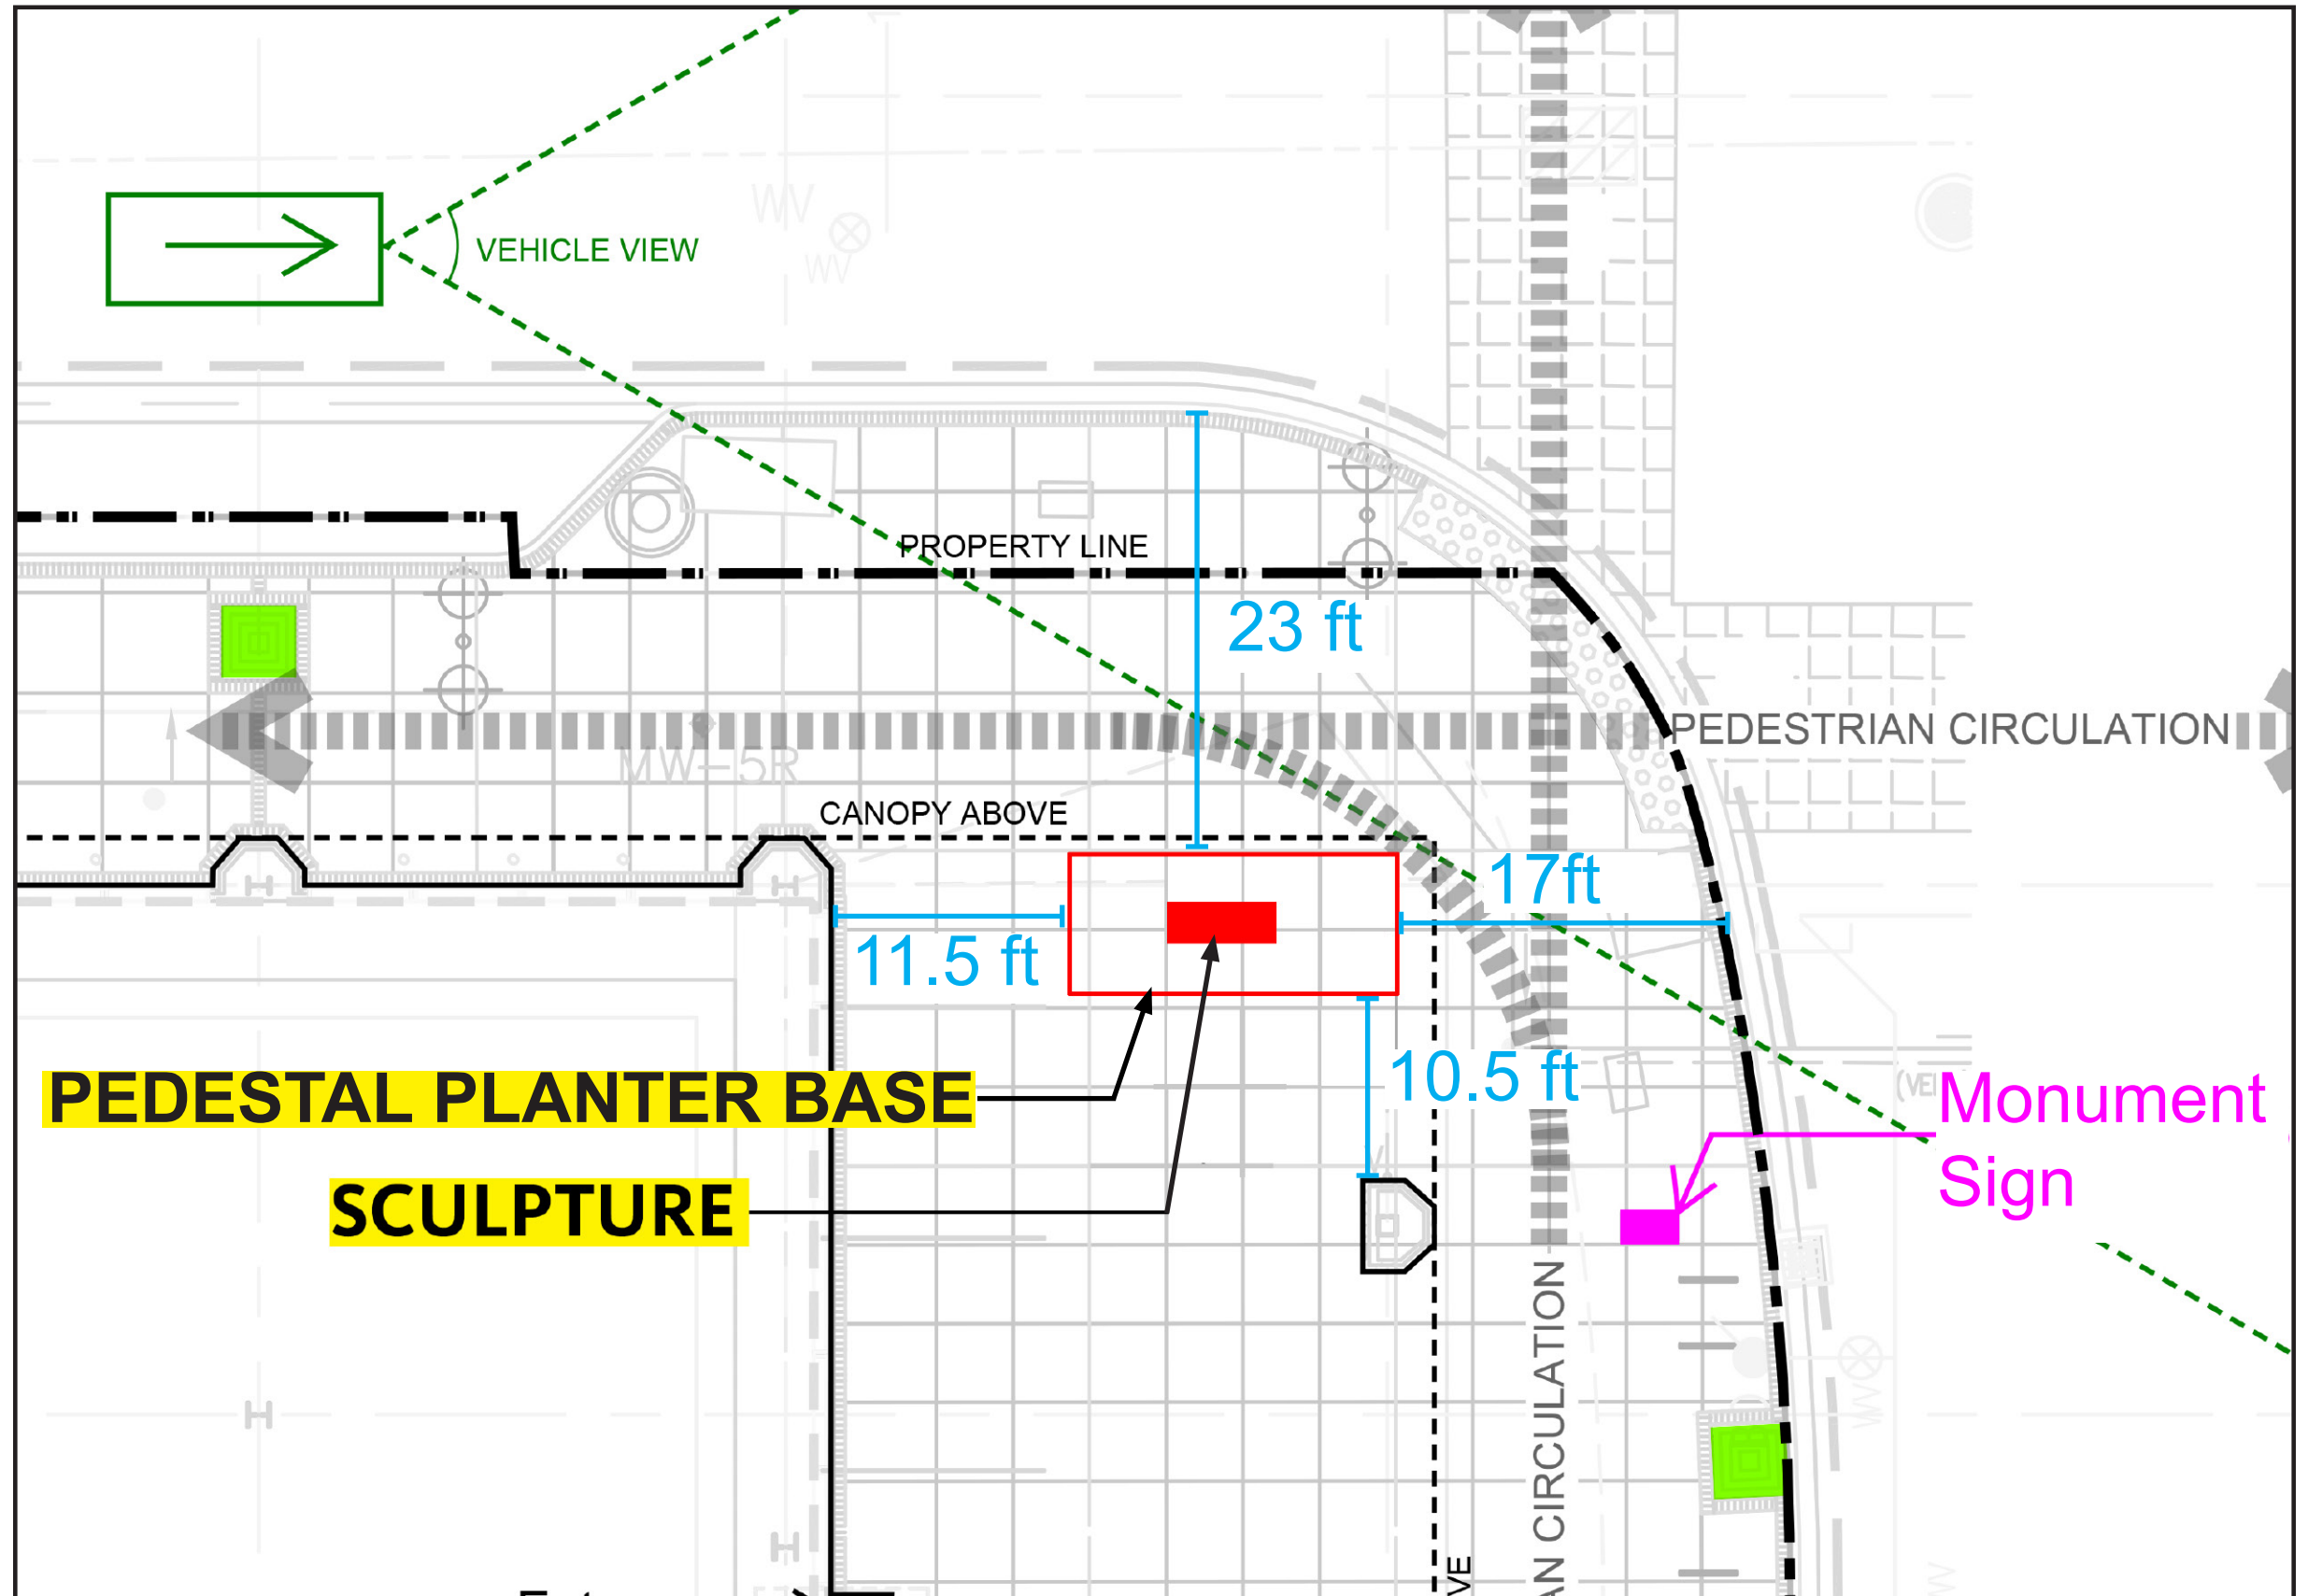 WV
VEHICLE VIEW
WV
PROPERTY LINE
23 ft
PEDESTRIAN CIRCULATION
MW-5R
CANOPY ABOVE
17ft
11.5 ft
10.5 ft
PEDESTAL PLANTER BASE
Monument
Sign
SCULPTURE
AN CIRCULATION
VE